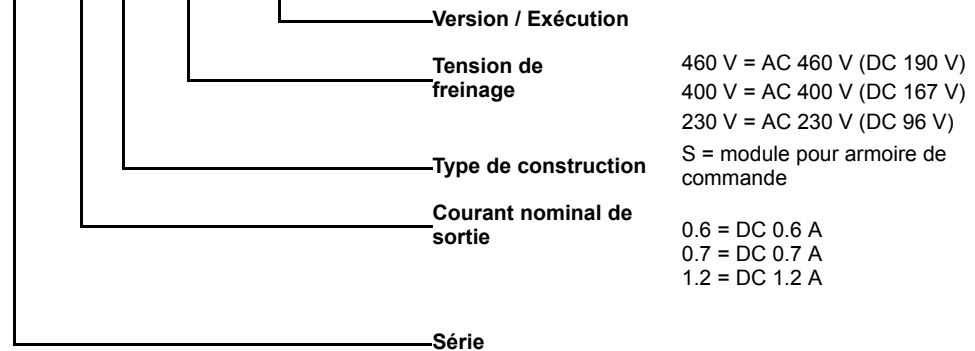 Version / Exécution
Tension de
freinage
460 V = AC 460 V (DC 190 V)
400 V = AC 400 V (DC 167 V)
230 V = AC 230 V (DC 96 V)
Type de construction
S = module pour armoire de
commande
Courant nominal de
sortie
0.6 = DC 0.6 A
0.7 = DC 0.7 A
1.2 = DC 1.2 A
Série